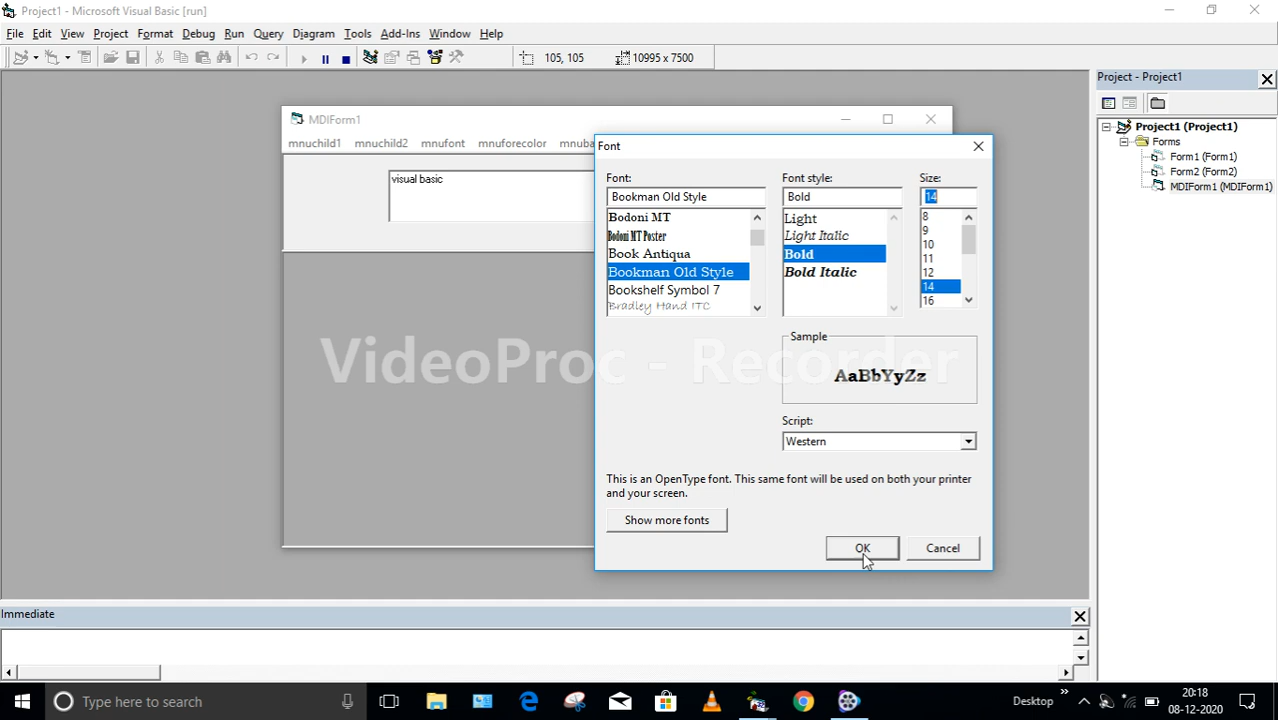 Project1 - Microsoft Visual Basic [run]
File Edit View Project Format Debug Run Query Diagram Tools Add-Ins Window Help
105, 105 10995 x 7500
Project - Project1
Project1 (Project1)
Forms
Form1 (Form1)
Form2 (Form2)
MDIForm1 (MDIForm1)
MDIForm1
mnuchild1 mnuchild2 mnufont mnuforecolor mnuba
visual basic
Font
Font: Font style: Size:
Bookman Old Style Bold 14
Bodoni MT Light 8
Bodoni MT Poster Light Italic 9
Book Antiqua Bold 10
Bookman Old Style Bold Italic 11
Bookshelf Symbol 7 12
Bradley Hand ITC 14
16
Sample
AaBbYyZz
VideoProc - Recorder
Script:
Western
This is an OpenType font. This same font will be used on both your printer
and your screen.
Show more fonts
OK Cancel
Immediate
Type here to search
Desktop
20:18
08-12-2020